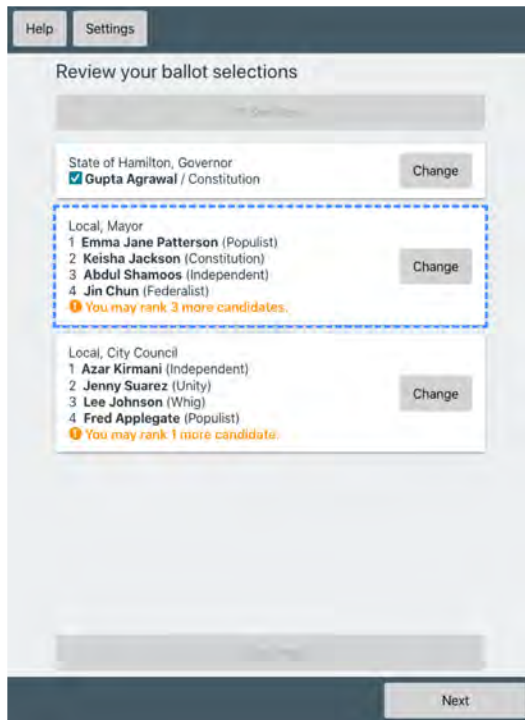 Help Settings
Review your ballot selections
State of Hamilton, Governor
Gupta Agrawal / Constitution
Change
Local, Mayor
1 Emma Jane Patterson (Populist)
2 Keisha Jackson (Constitution)
3 Abdul Shamoos (Independent)
4 Jin Chun (Federalist)
You may rank 3 more candidates.
Change
Local, City Council
1 Azar Kirmani (Independent)
2 Jenny Suarez (Unity)
3 Lee Johnson (Whig)
4 Fred Applegate (Populist)
You may rank 1 more candidate.
Change
Next